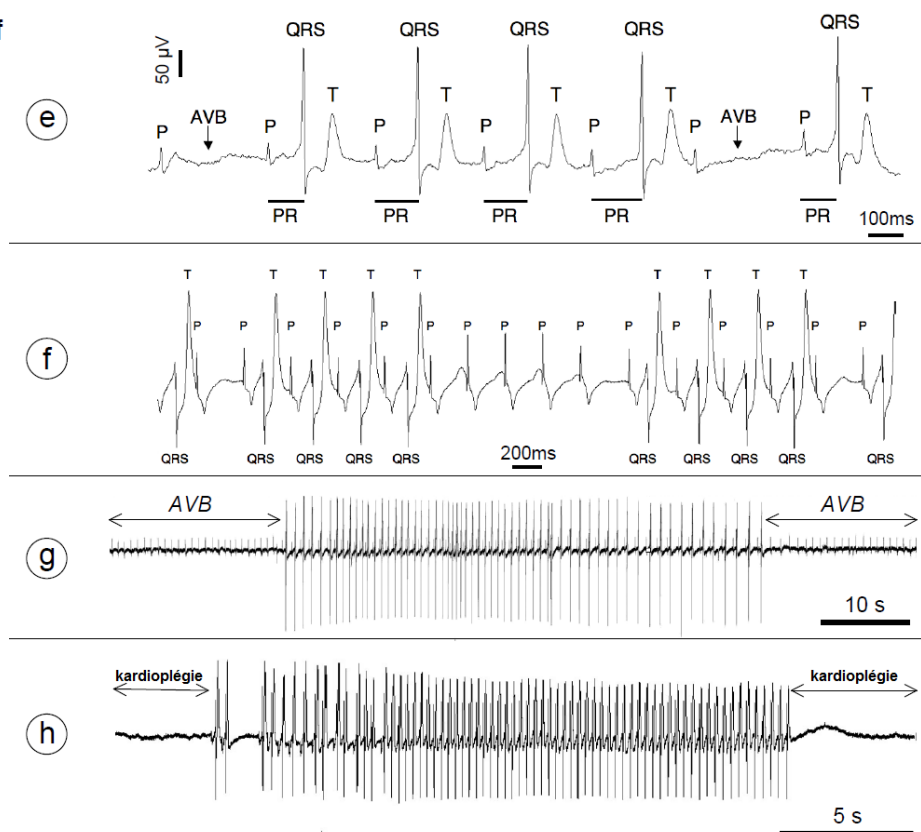 f
50 µV
QRS QRS QRS QRS QRS
e
P AVB P T P T P T P T P AVB P T
PR PR PR PR PR
100ms
T T T T T T T T T
f
P P P P P P P P P P P P P P P P
QRS QRS QRS QRS QRS QRS QRS QRS QRS QRS
200ms
AVB AVB
g
10 s
kardioplégie kardioplégie
h
5 s